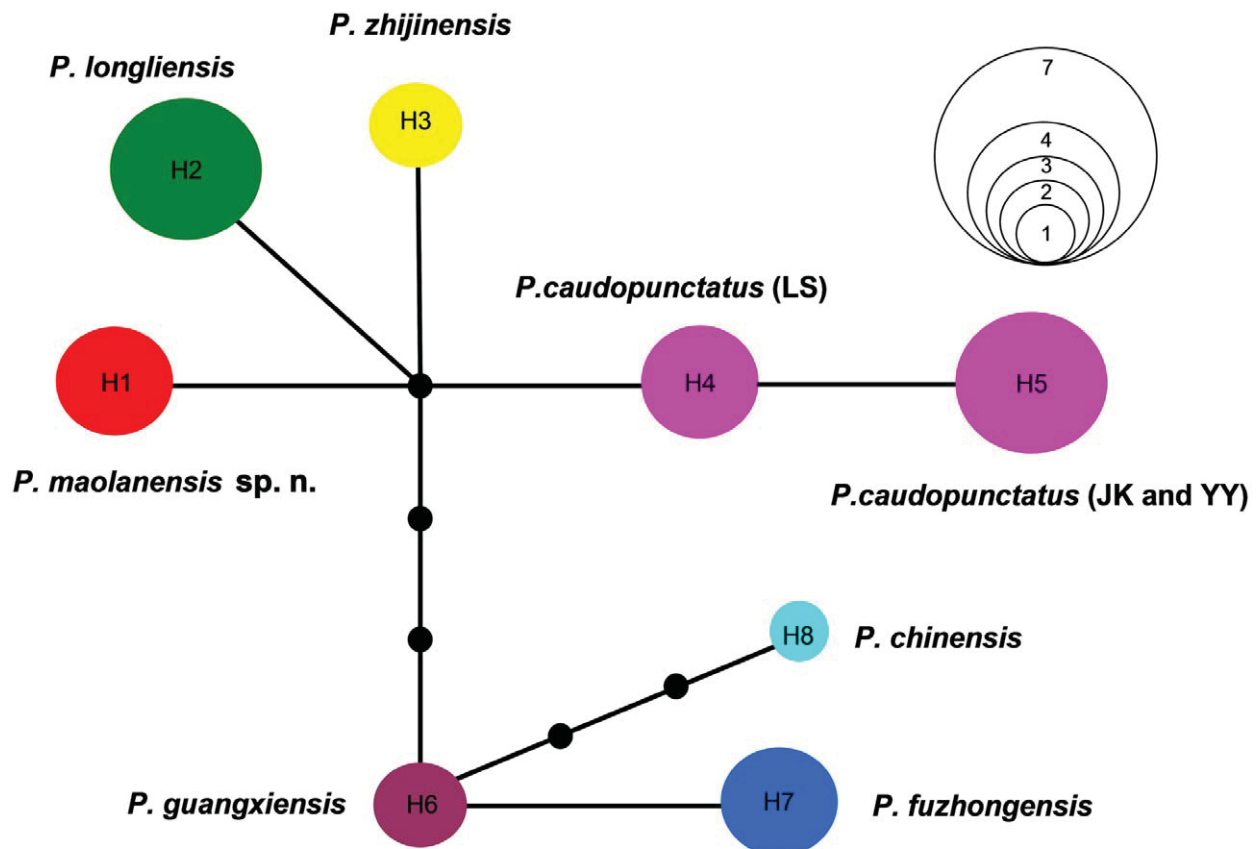 P. zhijinensis
P. longliensis
H3
7
4
3
2
1
H2
P.caudopunctatus (LS)
H1
H4
H5
P. maolanensis sp. n.
P.caudopunctatus (JK and YY)
H8
P. chinensis
P. guangxiensis
H6
H7
P. fuzhongensis